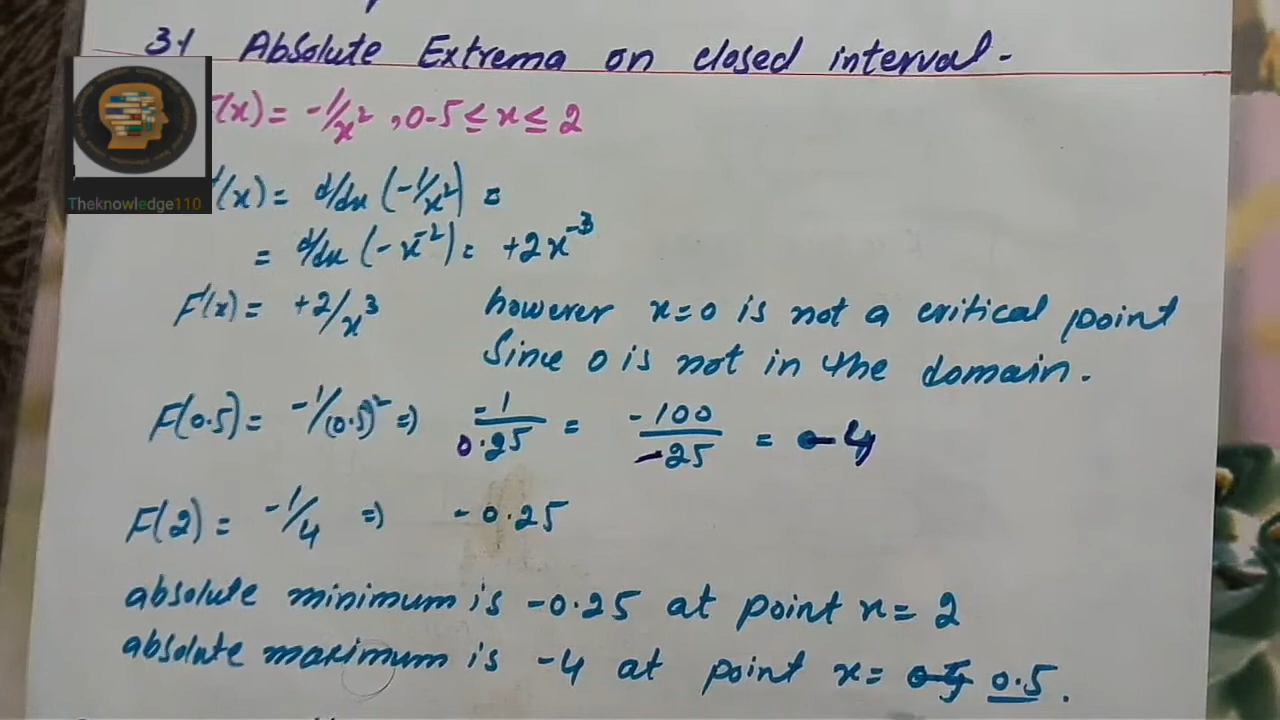 31 Absolute Extrema on closed interval-
(x) = -1/x², 0.5 ≤ x ≤ 2
Theknowledge110
'(x) = d/dx (-1/x²) =
= d/dx (-x⁻²) = +2x⁻³
F'(x) = +2/x³ however x=0 is not a critical point
Since 0 is not in the domain.
F(0.5) = -1/(0.5)² => -1/0.25 = -100/-25 = -4
F(2) = -1/4 => -0.25
absolute minimum is -0.25 at point x = 2
absolute maximum is -4 at point x = 0.5.